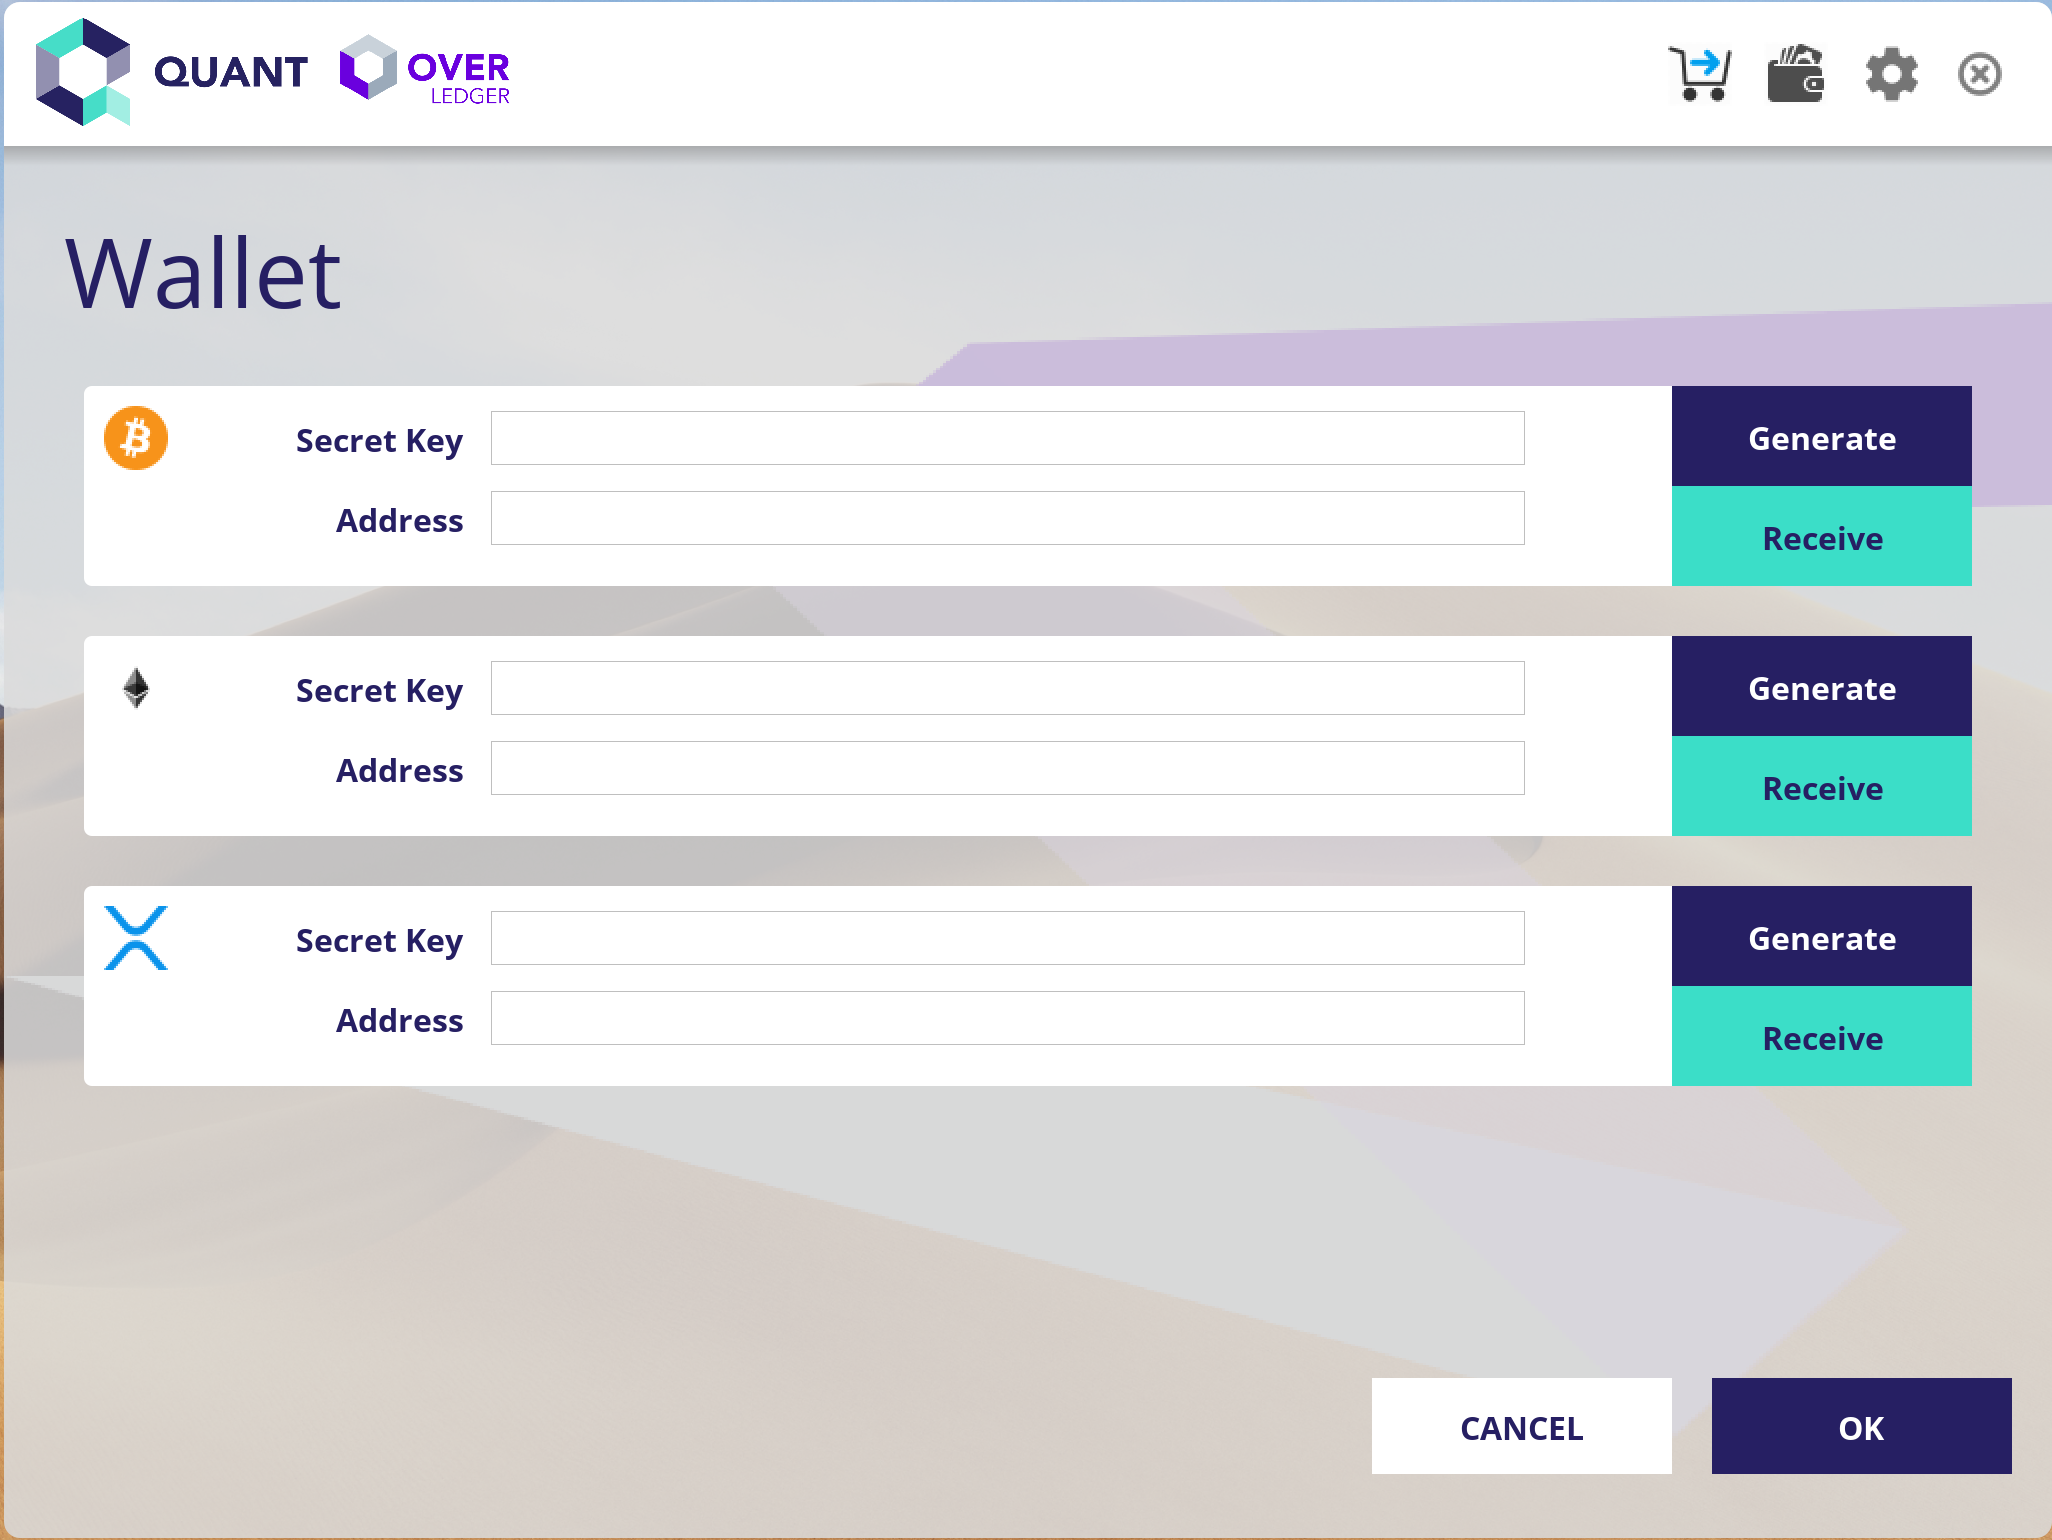 QUANT
OVER
LEDGER
Wallet
Secret Key
Generate
Address
Receive
Secret Key
Generate
Address
Receive
Secret Key
Generate
Address
Receive
CANCEL
OK